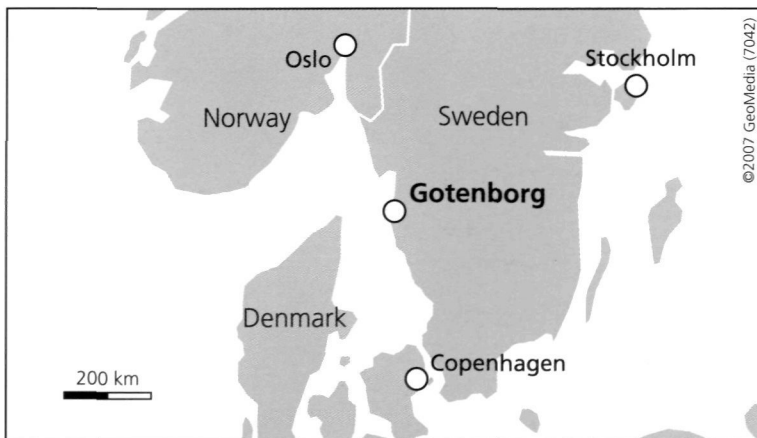 Oslo
Stockholm
Norway
Sweden
Gotenborg
Denmark
Copenhagen
200 km
©2007 GeoMedia (7042)